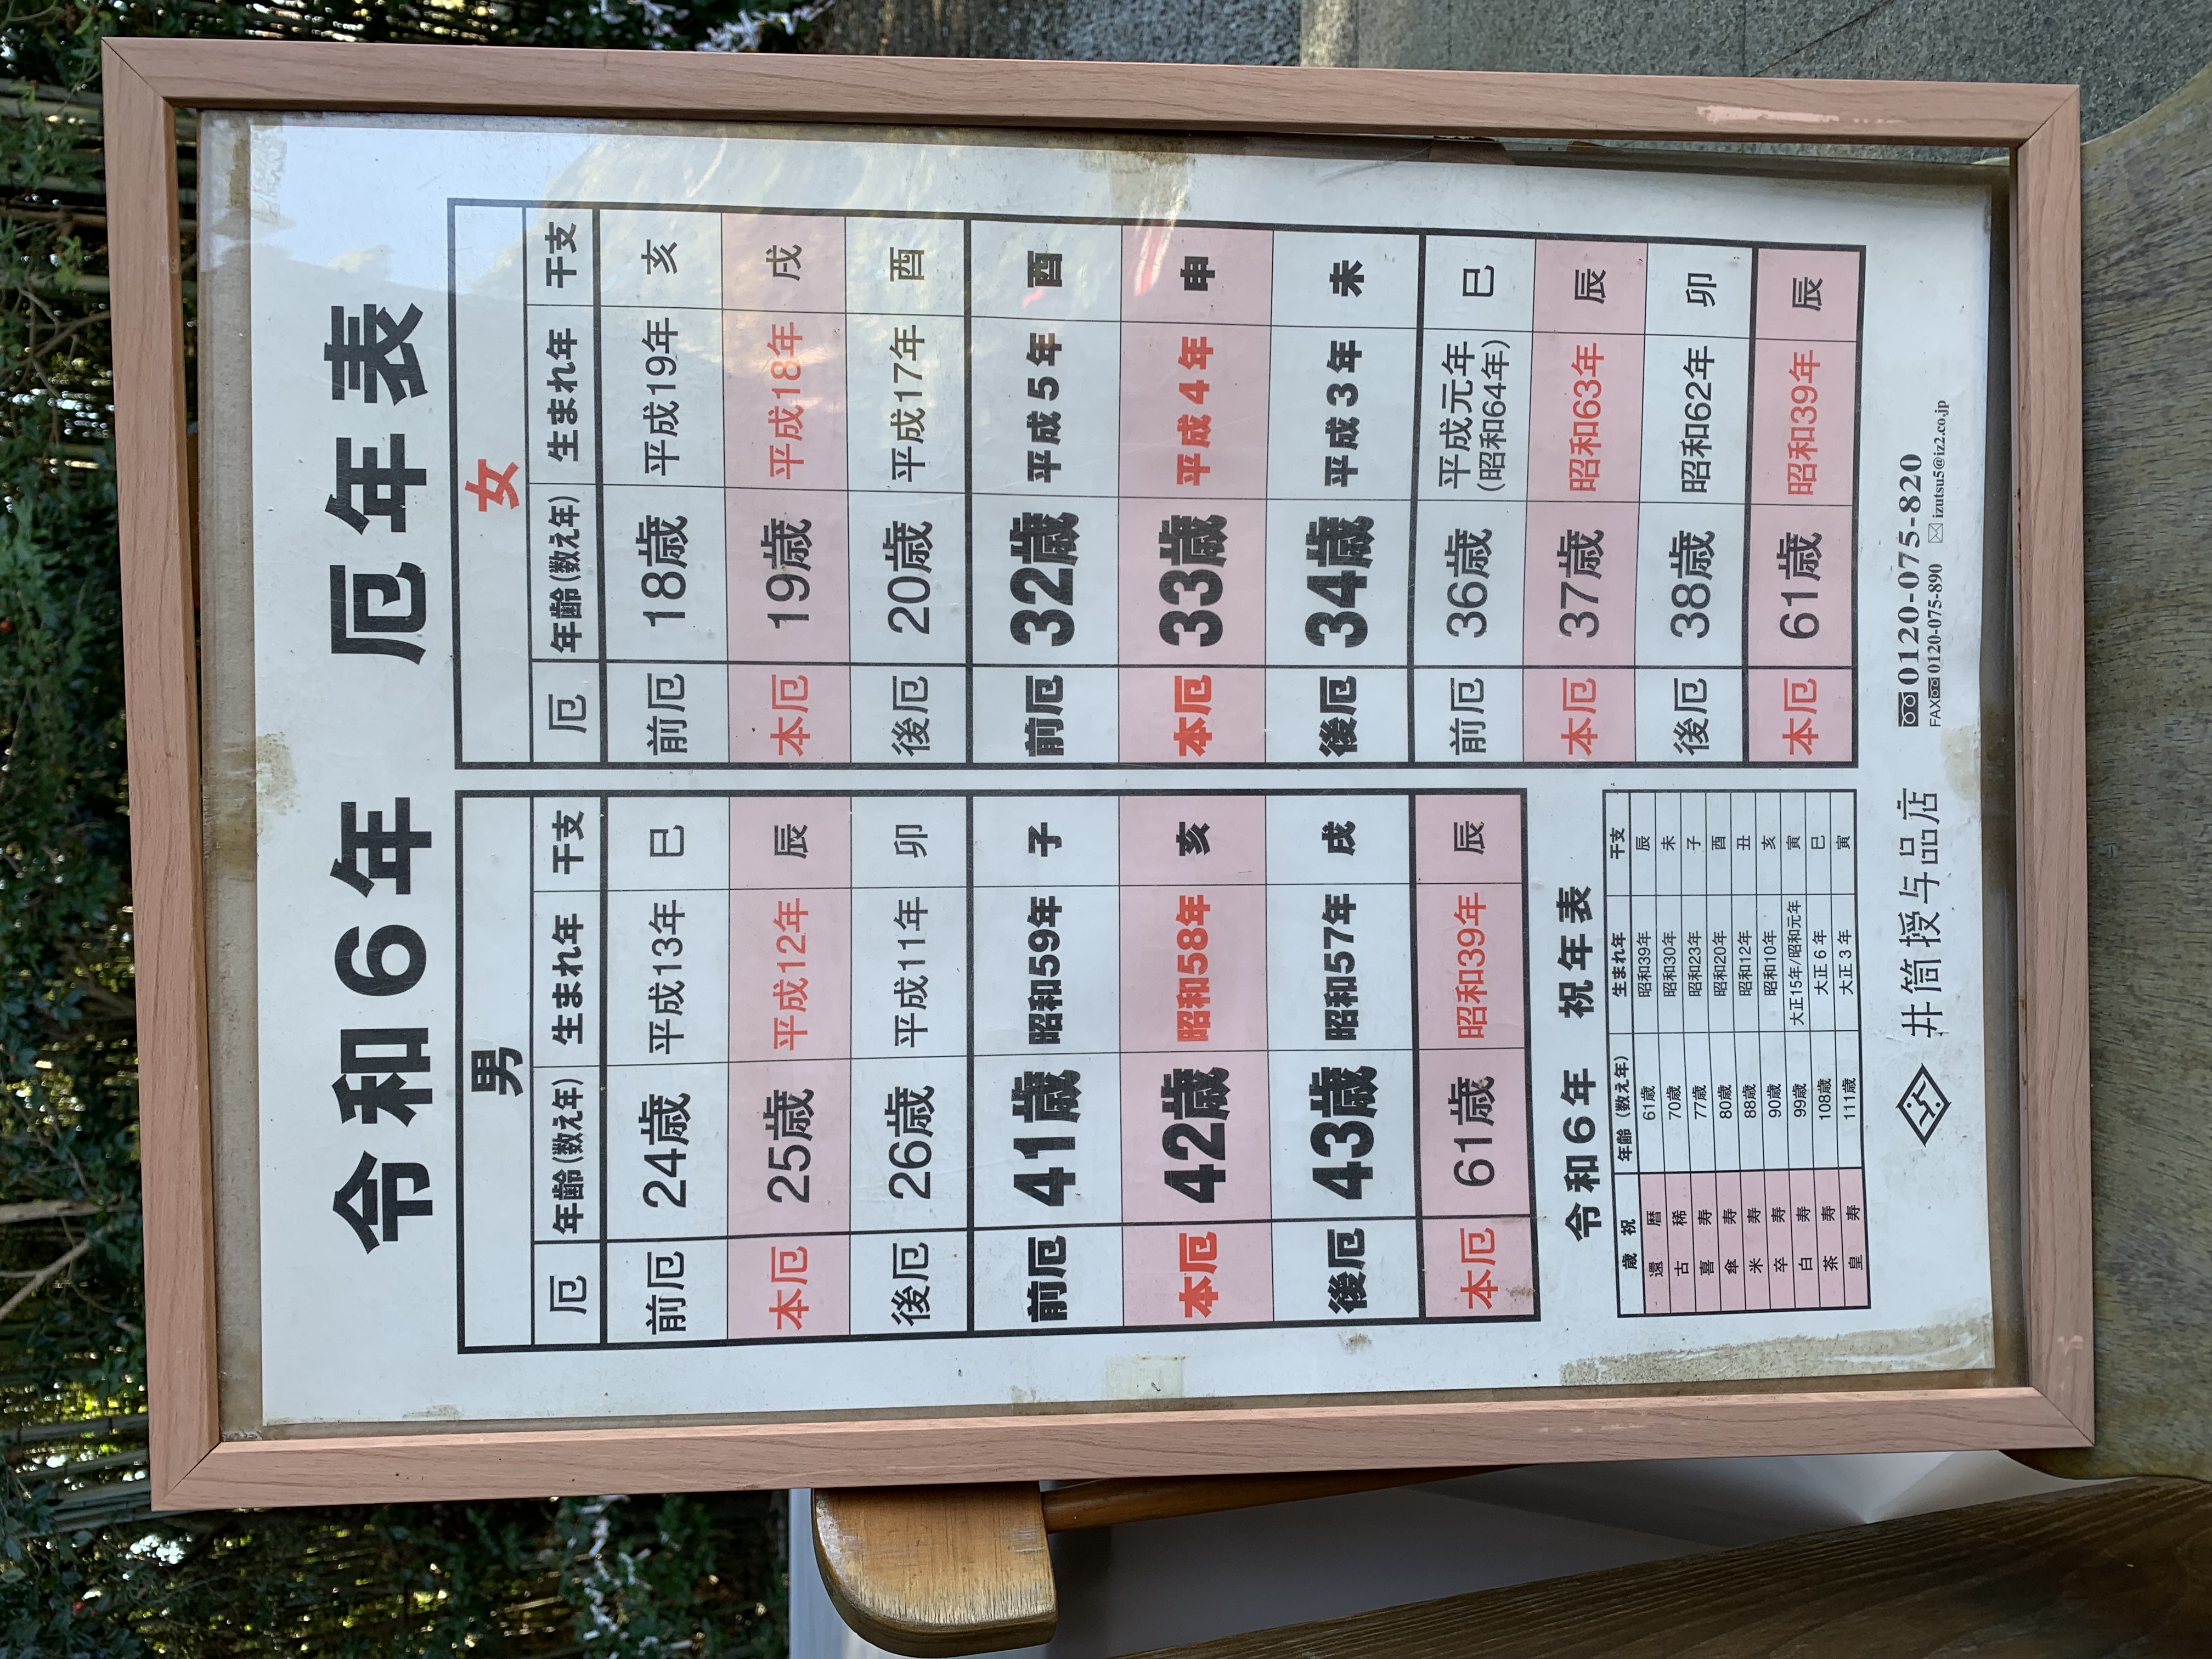 令和6年 厄年表
男
厄 年齢(数え年) 生まれ年 干支
前厄 24歳 平成13年 巳
本厄 25歳 平成12年 辰
後厄 26歳 平成11年 卯
前厄 41歳 昭和59年 子
本厄 42歳 昭和58年 亥
後厄 43歳 昭和57年 戌
本厄 61歳 昭和39年 辰
女
厄 年齢(数え年) 生まれ年 干支
前厄 18歳 平成19年 亥
本厄 19歳 平成18年 戌
後厄 20歳 平成17年 酉
前厄 32歳 平成5年 酉
本厄 33歳 平成4年 申
後厄 34歳 平成3年 未
前厄 36歳 平成元年(昭和64年) 巳
本厄 37歳 昭和63年 辰
後厄 38歳 昭和62年 卯
本厄 61歳 昭和39年 辰
令和6年 祝年表
歳祝 年齢(数え年) 生まれ年 干支
還暦 61歳 昭和39年 辰
古稀 70歳 昭和30年 未
喜寿 77歳 昭和23年 子
傘寿 80歳 昭和20年 酉
米寿 88歳 昭和12年 丑
卒寿 90歳 昭和10年 亥
白寿 99歳 大正15年/昭和元年 寅
茶寿 108歳 大正6年 巳
皇寿 111歳 大正3年 寅
井筒授与品店
0120-075-820
FAX 0120-075-890 izutsu5@iz2.co.jp